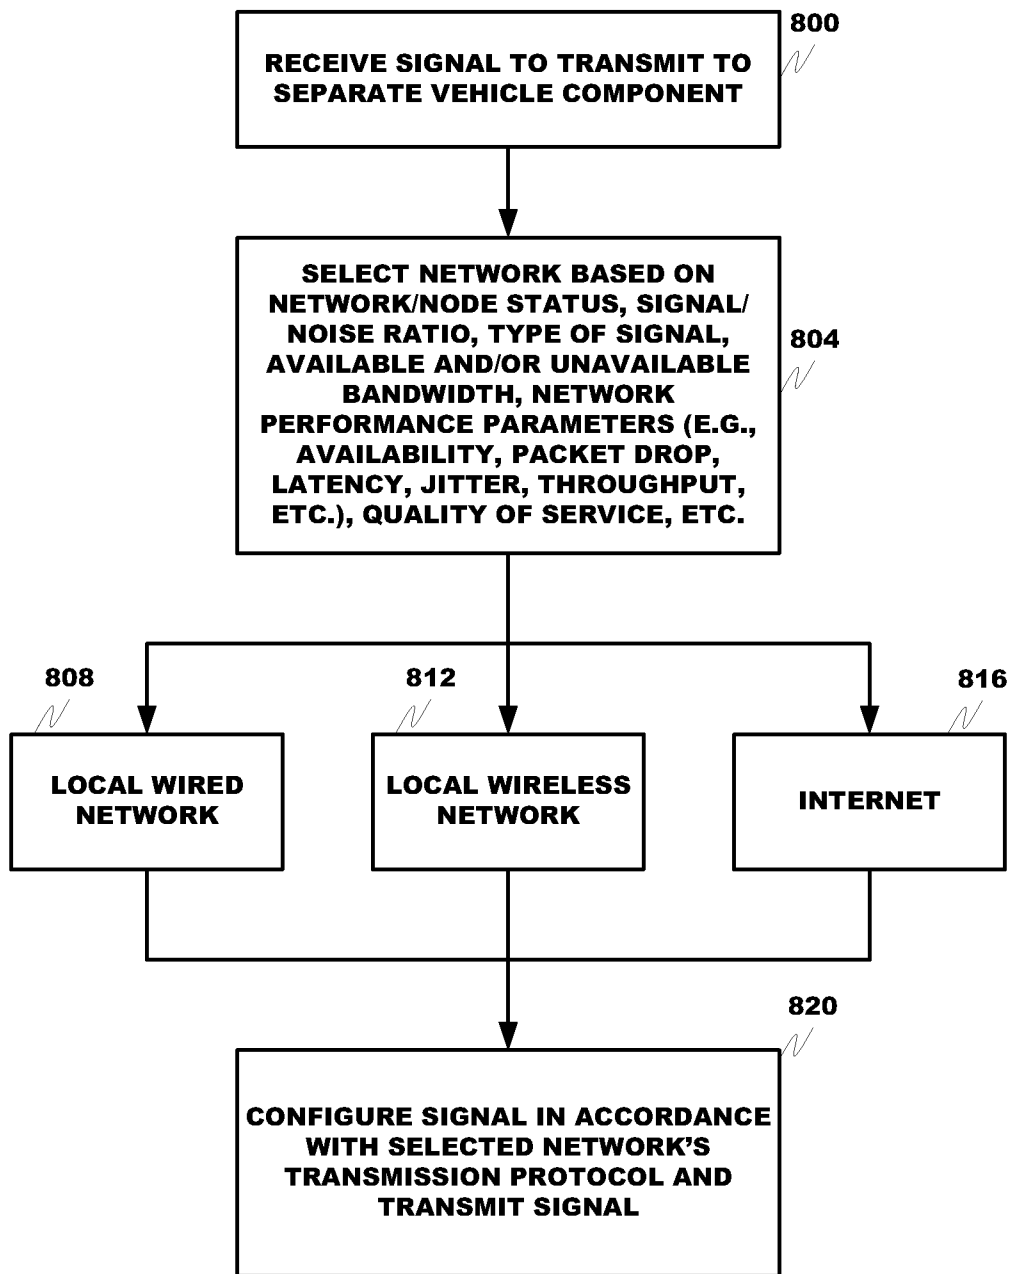 800
RECEIVE SIGNAL TO TRANSMIT TO
SEPARATE VEHICLE COMPONENT
804
SELECT NETWORK BASED ON
NETWORK/NODE STATUS, SIGNAL/
NOISE RATIO, TYPE OF SIGNAL,
AVAILABLE AND/OR UNAVAILABLE
BANDWIDTH, NETWORK
PERFORMANCE PARAMETERS (E.G.,
AVAILABILITY, PACKET DROP,
LATENCY, JITTER, THROUGHPUT,
ETC.), QUALITY OF SERVICE, ETC.
808
LOCAL WIRED
NETWORK
812
LOCAL WIRELESS
NETWORK
816
INTERNET
820
CONFIGURE SIGNAL IN ACCORDANCE
WITH SELECTED NETWORK’S
TRANSMISSION PROTOCOL AND
TRANSMIT SIGNAL